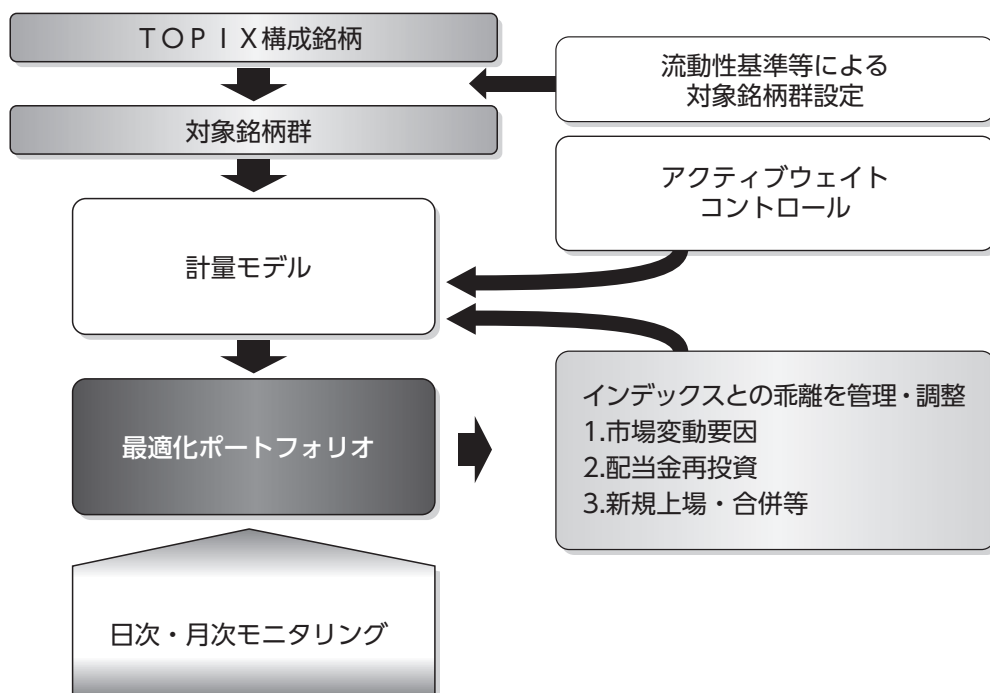 ＴＯＰＩＸ構成銘柄
流動性基準等による
対象銘柄群設定
対象銘柄群
アクティブウェイト
コントロール
計量モデル
最適化ポートフォリオ
インデックスとの乖離を管理・調整
1.市場変動要因
2.配当金再投資
3.新規上場・合併等
日次・月次モニタリング